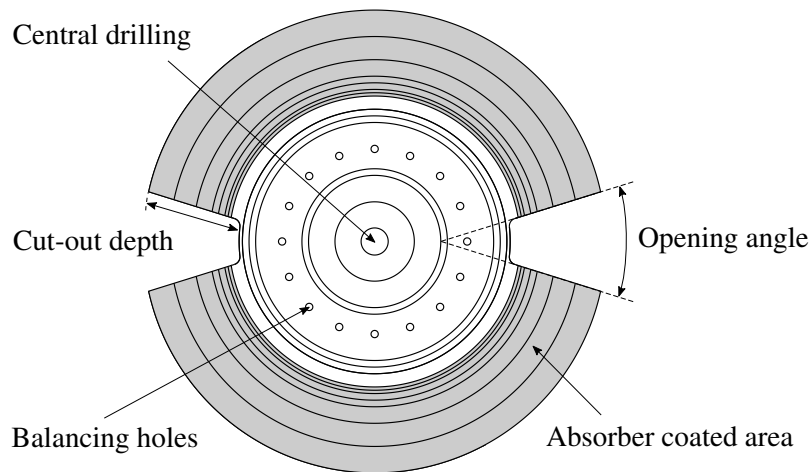 Central drilling
Cut-out depth
Opening angle
Balancing holes
Absorber coated area